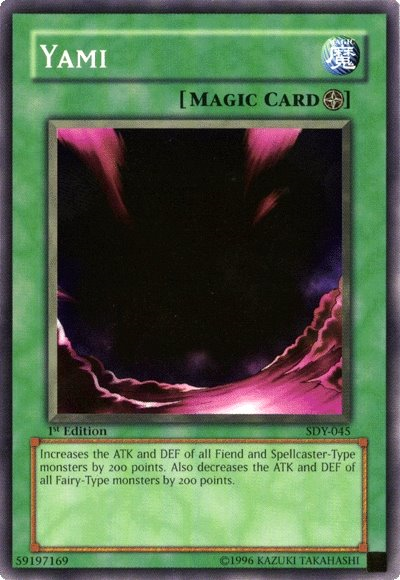 YAMI
MAGIC
魔
[MAGIC CARD]
1st Edition
SDY-045
Increases the ATK and DEF of all Fiend and Spellcaster-Type
monsters by 200 points. Also decreases the ATK and DEF of
all Fairy-Type monsters by 200 points.
59197169
©1996 KAZUKI TAKAHASHI